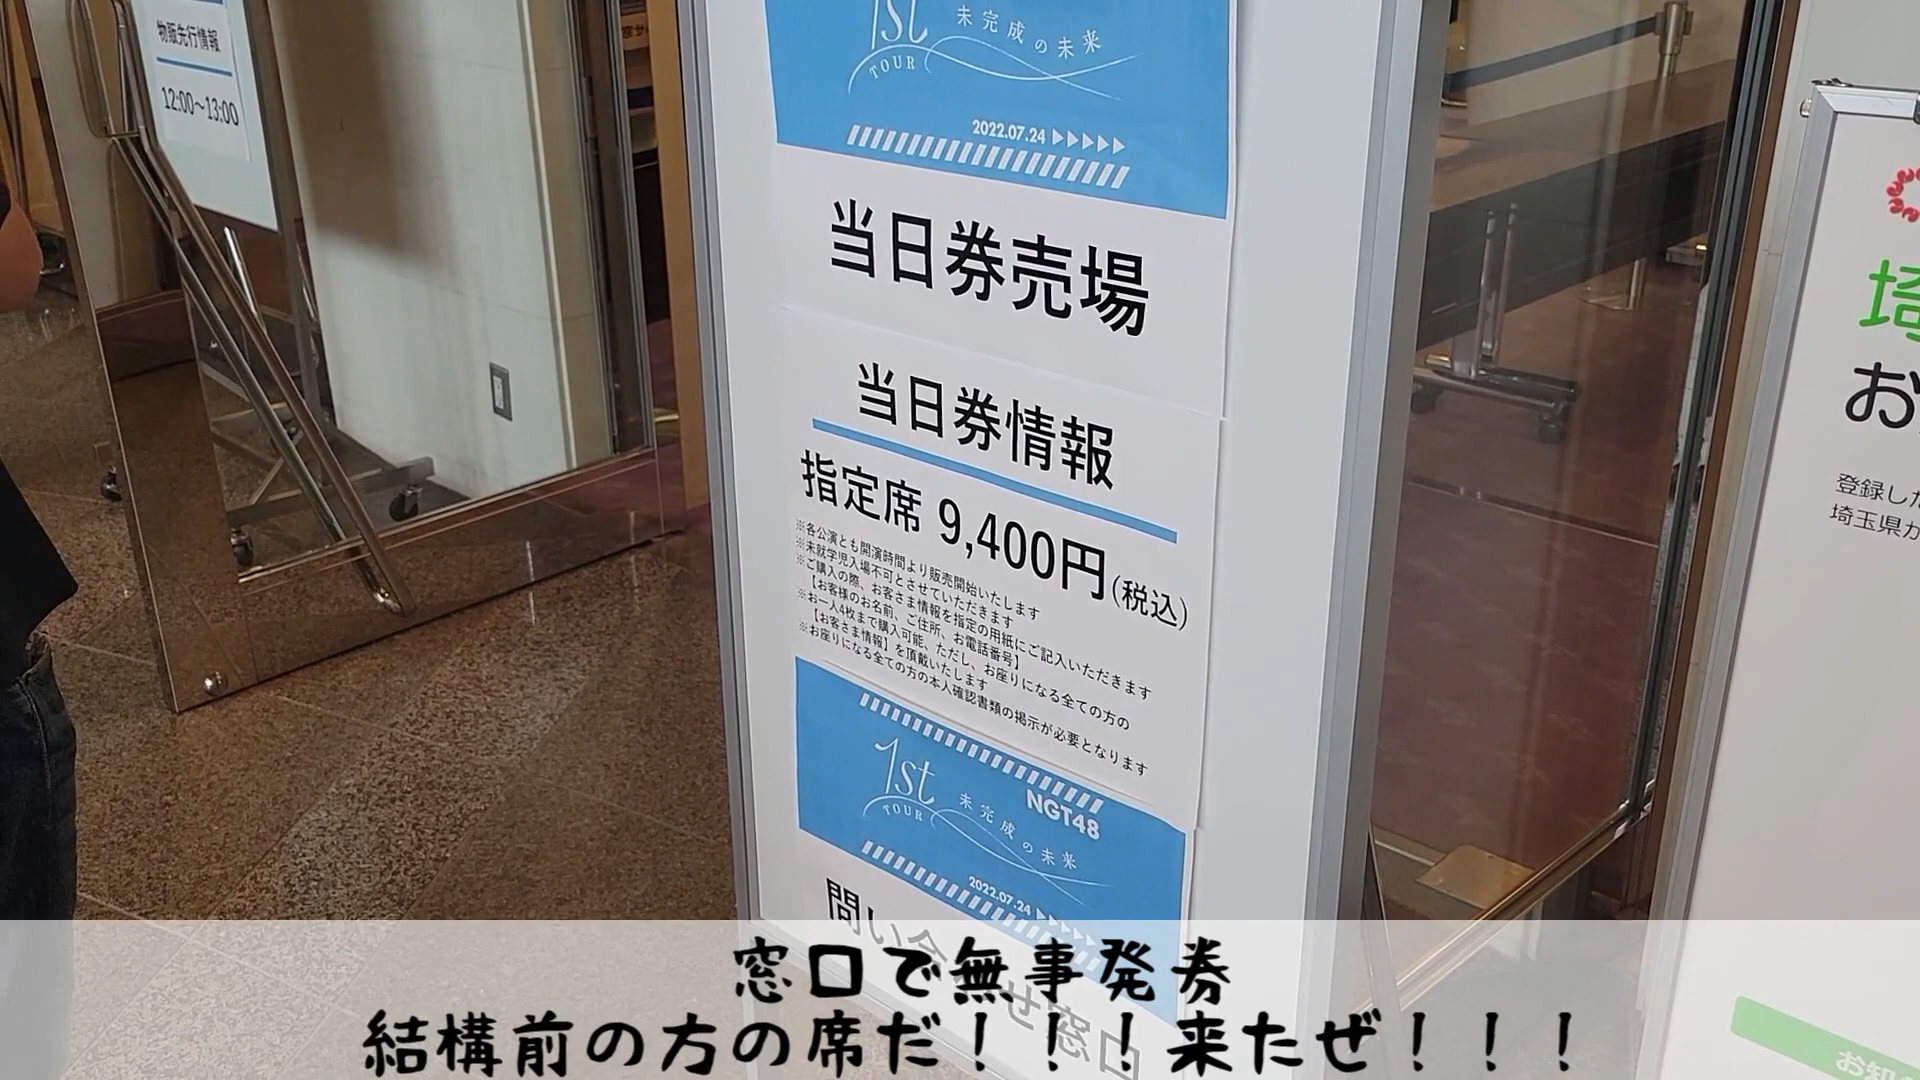 物販先行情報
12:00～13:00
1st
TOUR
未完成の未来
2022.07.24
当日券売場
当日券情報
指定席 9,400円(税込)
※各公演とも開演時間より販売開始いたします
※未就学児入場不可とさせていただきます
※ご購入の際、お客さま情報を指定の用紙にご記入いただきます
【お客様のお名前、ご住所、お電話番号】
※お一人4枚まで購入可能、ただし、お座りになる全ての方の
【お客さま情報】を頂戴いたします
※お座りになる全ての方の本人確認書類の掲示が必要となります
NGT48
1st
TOUR
未完成の未来
2022.07.24
問い合わせ窓口
埼
お
登録した
埼玉県か
お知
窓口で無事発券
結構前の方の席だ！！！来たぜ！！！